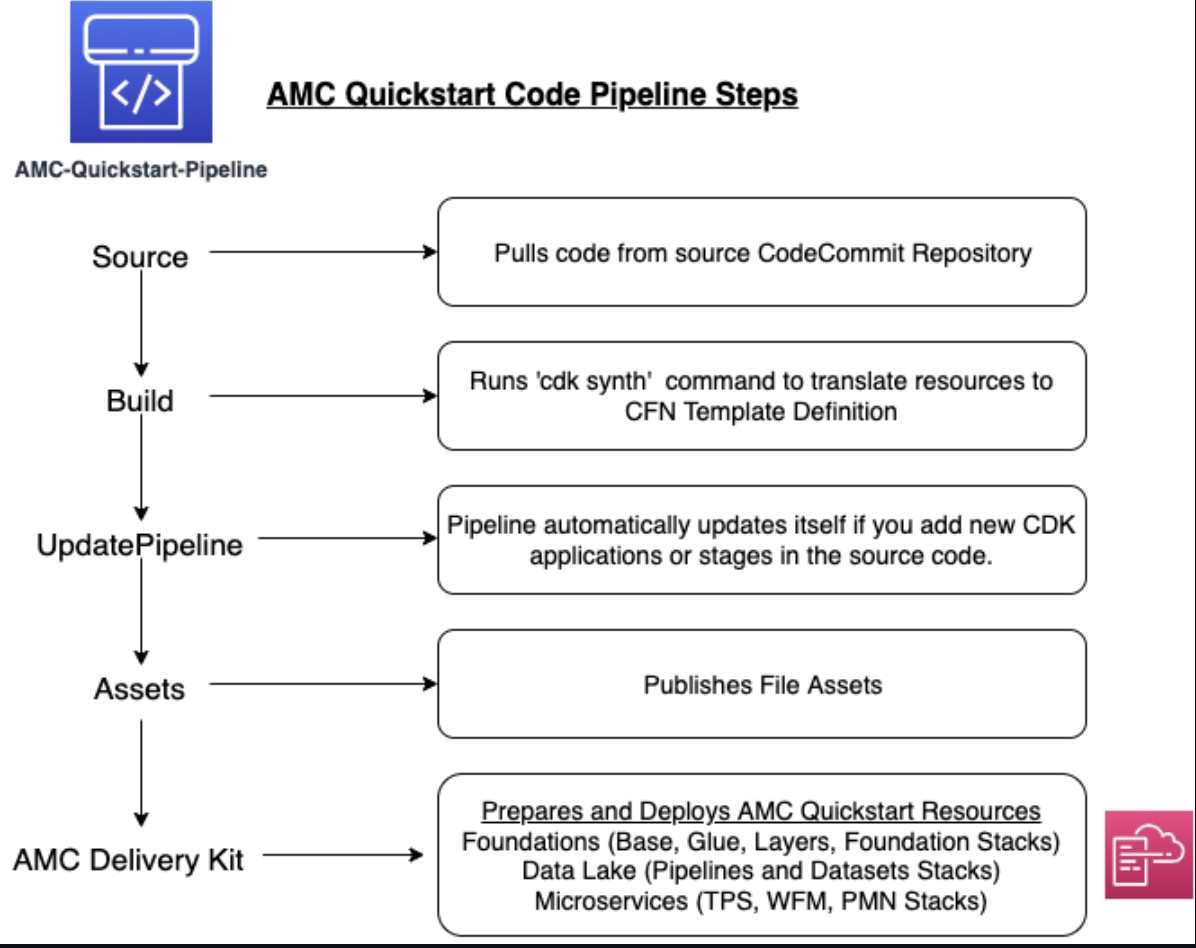 </>
AMC Quickstart Code Pipeline Steps
AMC-Quickstart-Pipeline
Source
Pulls code from source CodeCommit Repository
Build
Runs 'cdk synth'  command to translate resources to
CFN Template Definition
UpdatePipeline
Pipeline automatically updates itself if you add new CDK
applications or stages in the source code.
Assets
Publishes File Assets
AMC Delivery Kit
Prepares and Deploys AMC Quickstart Resources
Foundations (Base, Glue, Layers, Foundation Stacks)
Data Lake (Pipelines and Datasets Stacks)
Microservices (TPS, WFM, PMN Stacks)